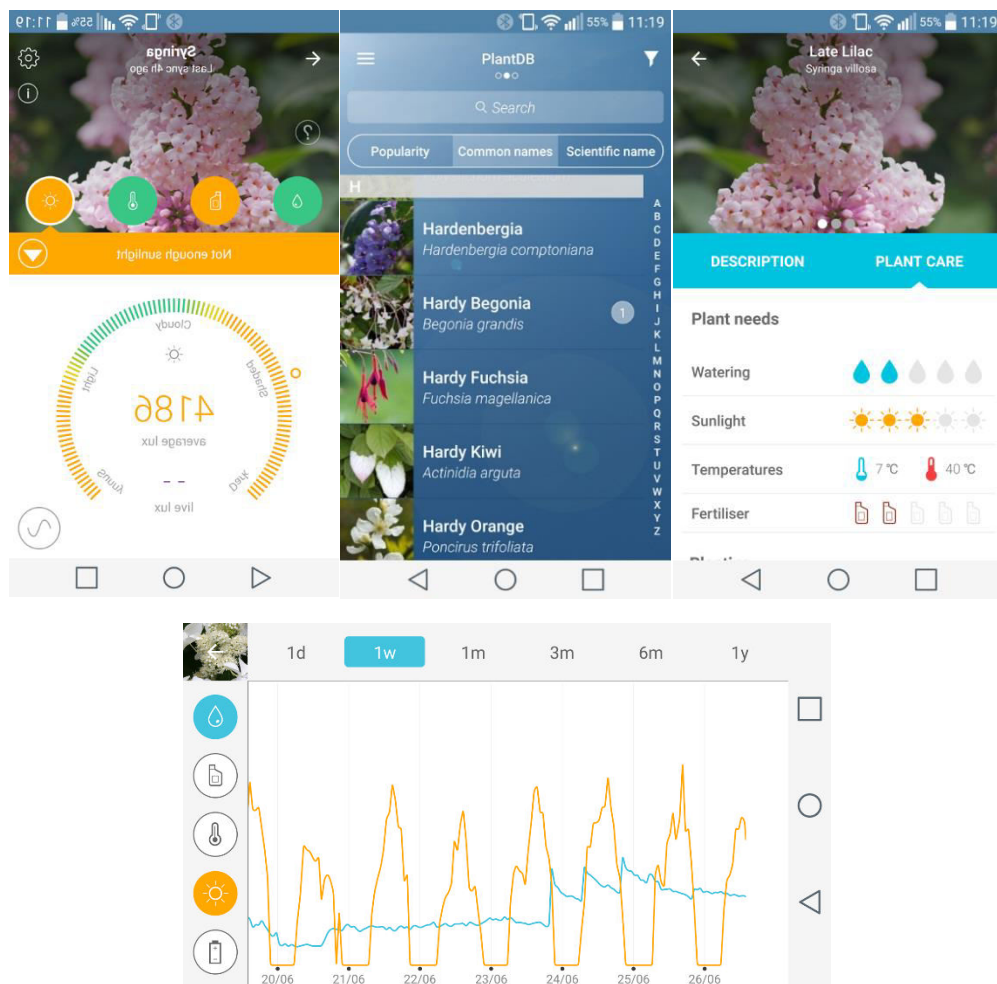 11:19
55%
Syringa
Last sync 4h ago
?
Not enough sunlight
Cloudy
Light
Shaded
4186
average lux
Sunny
Dark
--
live lux
55% 11:19
PlantDB
Search
Popularity Common names Scientific name
H
Hardenbergia
Hardenbergia comptoniana
Hardy Begonia
Begonia grandis
1
Hardy Fuchsia
Fuchsia magellanica
Hardy Kiwi
Actinidia arguta
Hardy Orange
Poncirus trifoliata
A
B
C
D
E
F
G
H
I
J
K
L
M
N
O
P
Q
R
S
T
U
V
W
X
Y
Z
55% 11:19
Late Lilac
Syringa villosa
DESCRIPTION PLANT CARE
Plant needs
Watering
Sunlight
Temperatures 7 °C 40 °C
Fertiliser
1d 1w 1m 3m 6m 1y
20/06 21/06 22/06 23/06 24/06 25/06 26/06